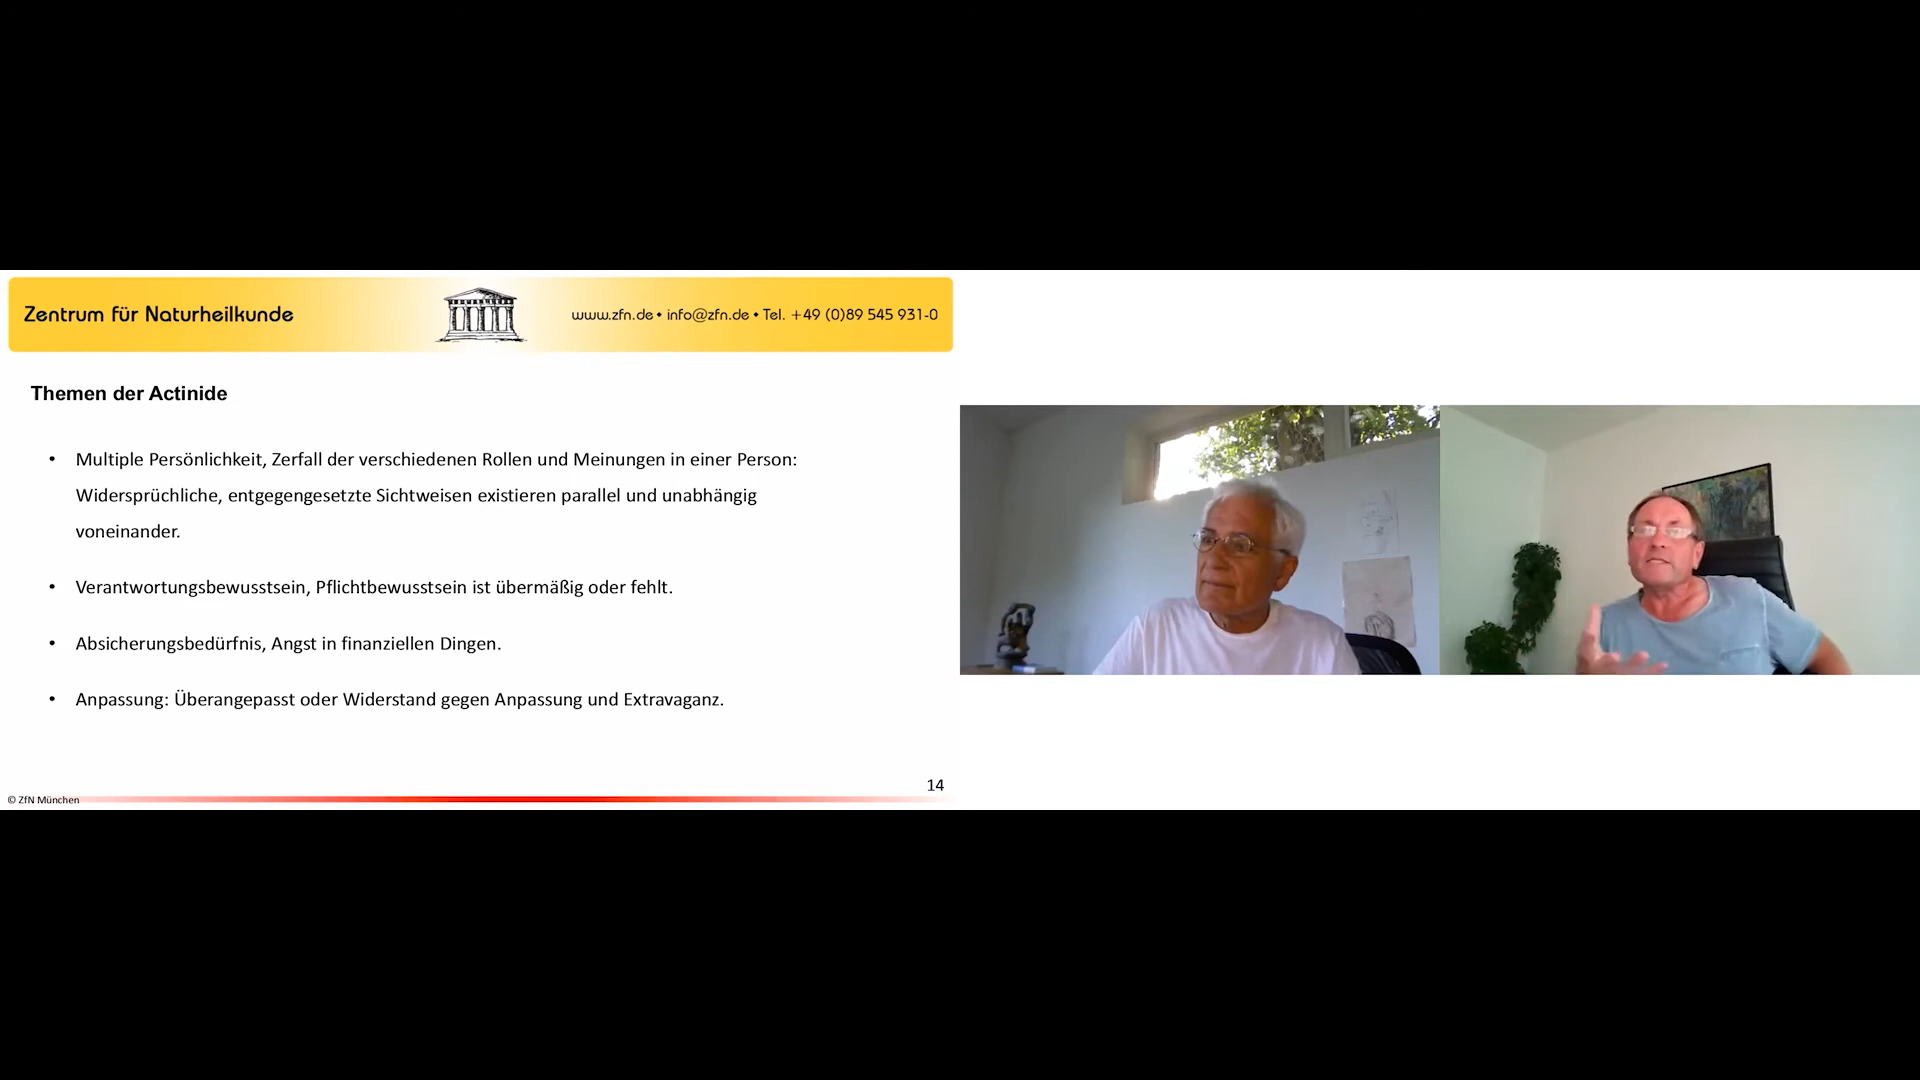 Zentrum für Naturheilkunde
www.zfn.de • info@zfn.de • Tel. +49 (0)89 545 931-0
Themen der Actinide
• Multiple Persönlichkeit, Zerfall der verschiedenen Rollen und Meinungen in einer Person:
Widersprüchliche, entgegengesetzte Sichtweisen existieren parallel und unabhängig
voneinander.
• Verantwortungsbewusstsein, Pflichtbewusstsein ist übermäßig oder fehlt.
• Absicherungsbedürfnis, Angst in finanziellen Dingen.
• Anpassung: Überangepasst oder Widerstand gegen Anpassung und Extravaganz.
14
© ZfN München